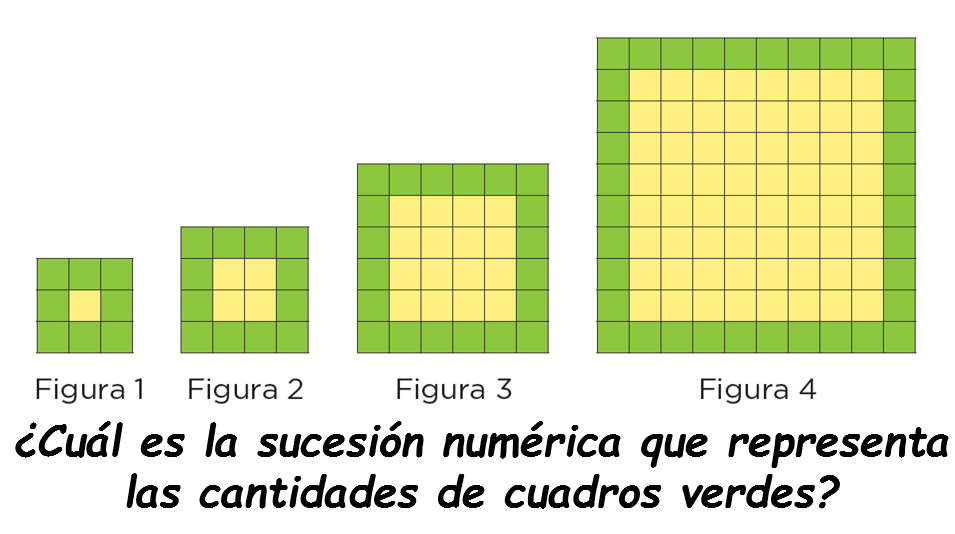 Figura 1 Figura 2 Figura 3 Figura 4
¿Cuál es la sucesión numérica que representa
las cantidades de cuadros verdes?